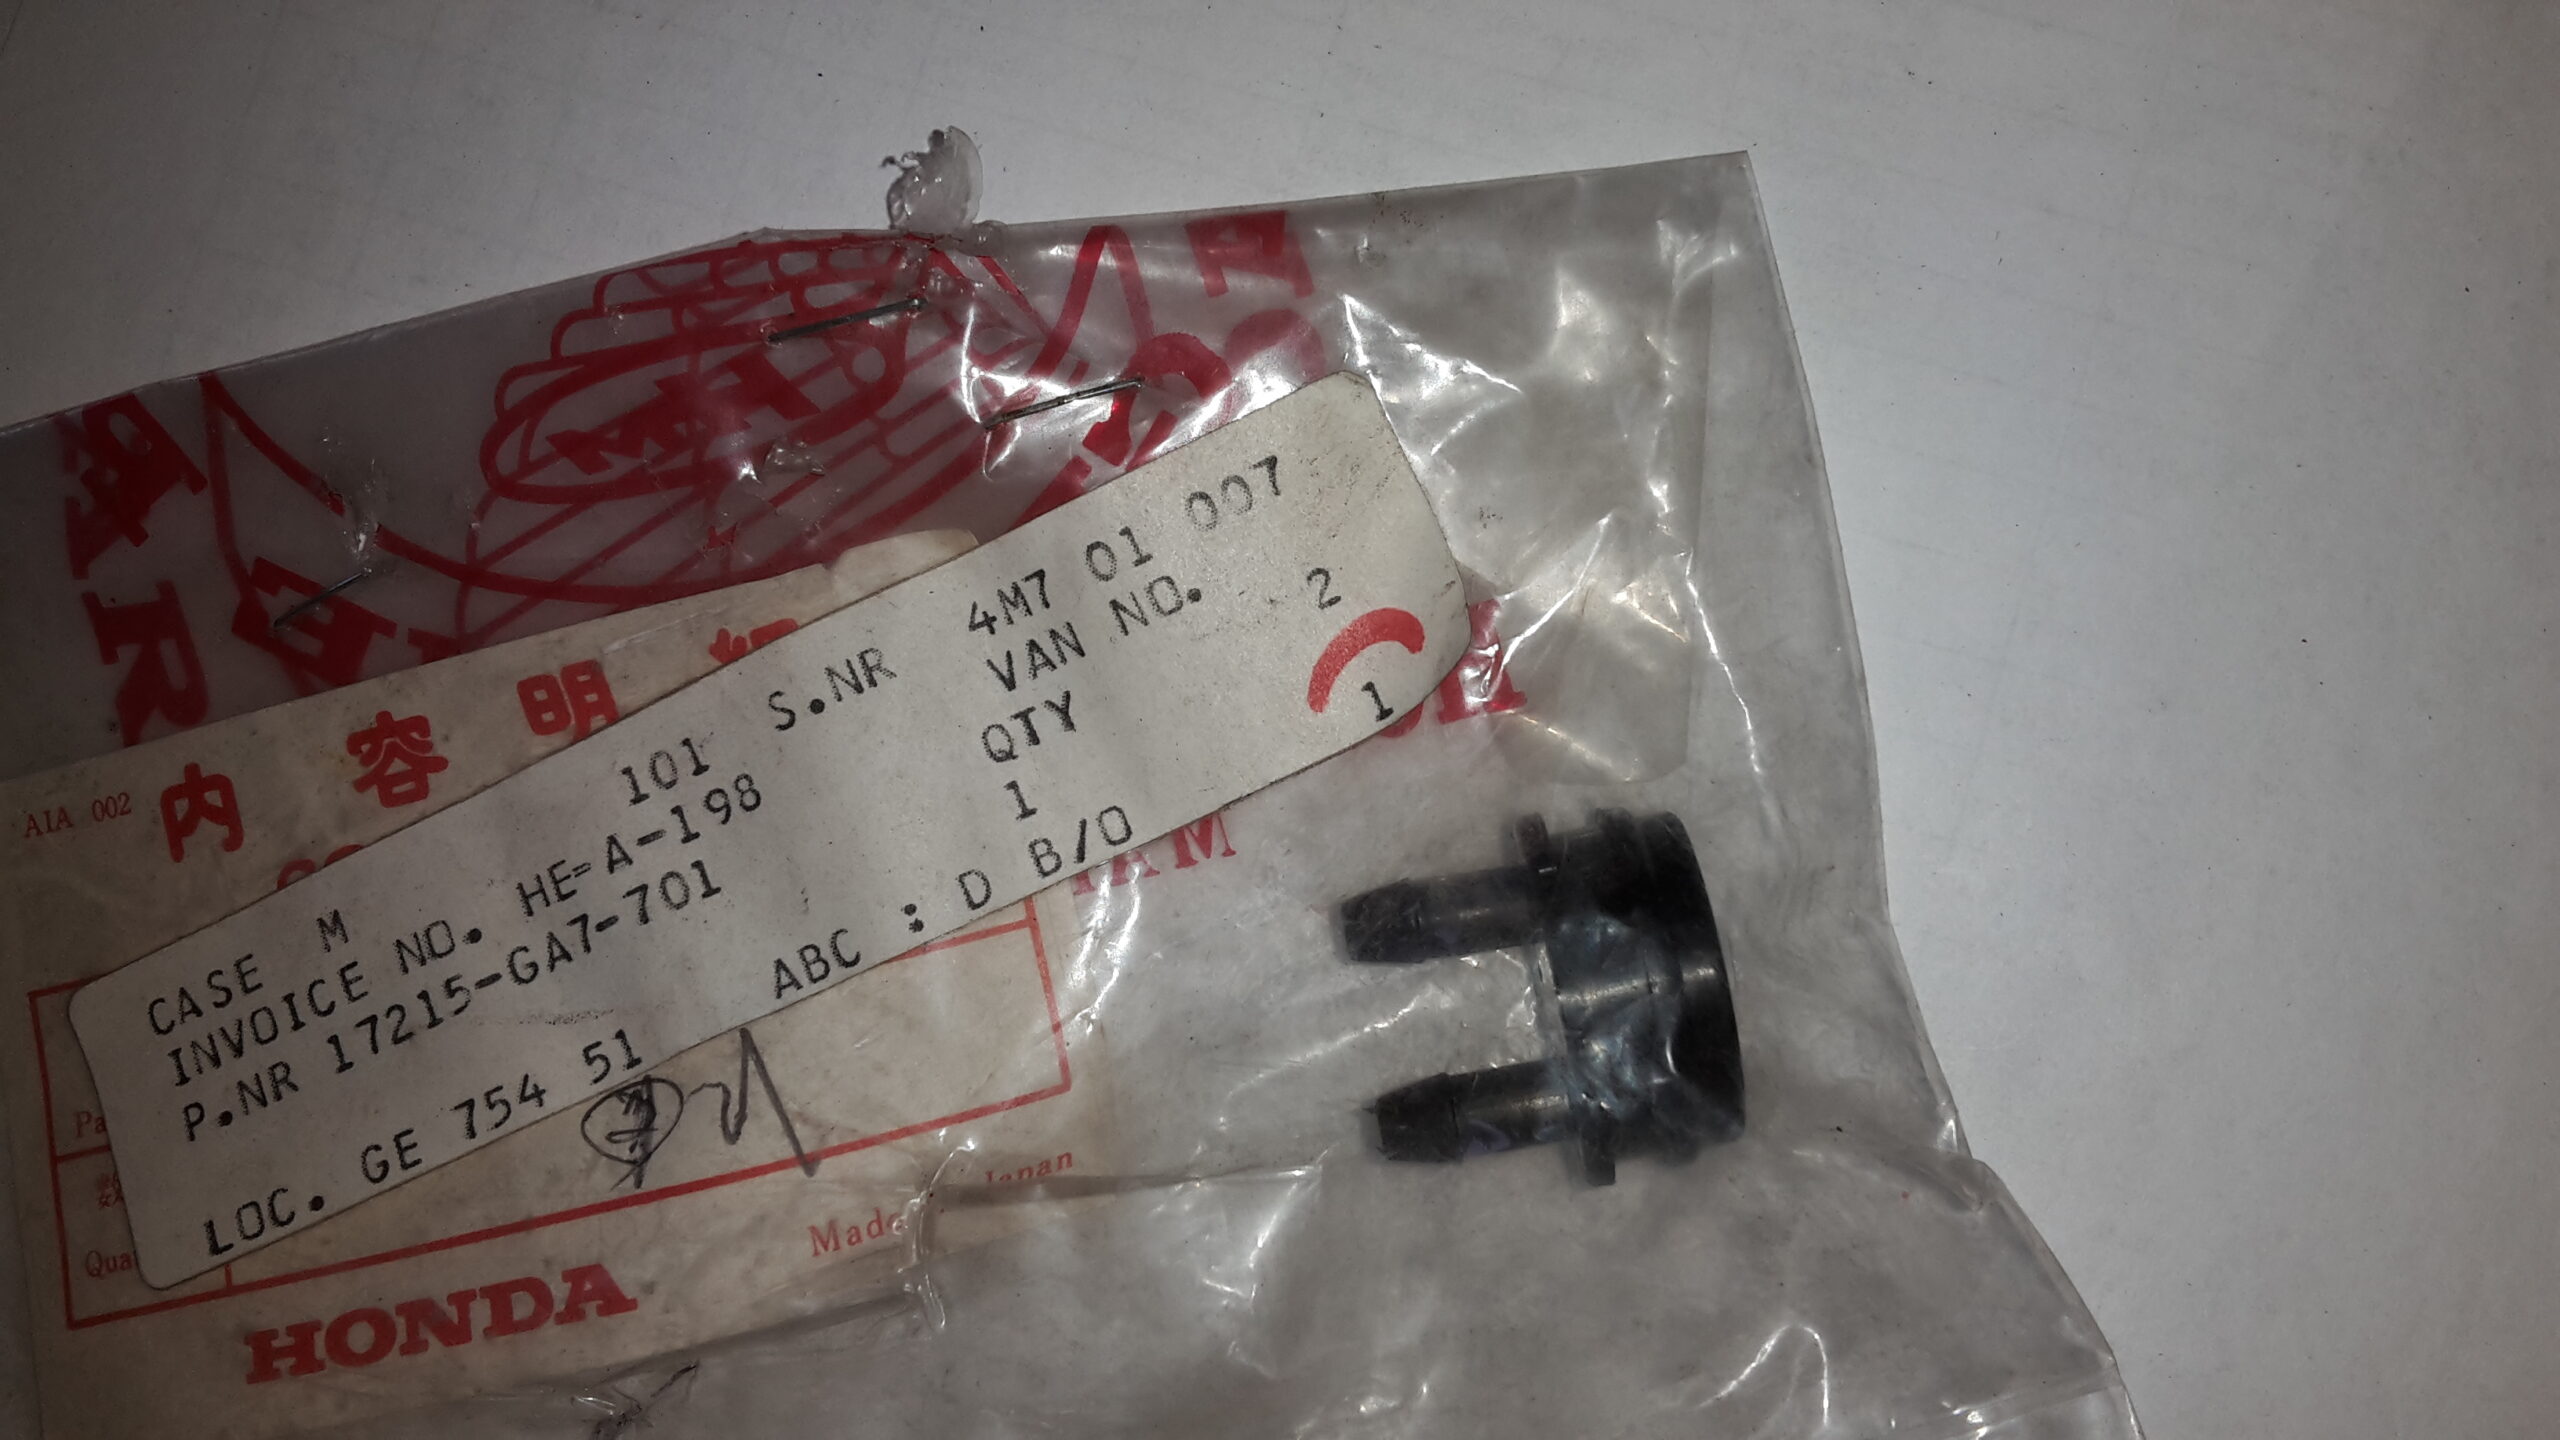 AIA 002
内 容 明
CASE M 101 S.NR 4M7 01 007
INVOICE NO. HE=A-198 VAN NO. 2
P.NR 17215-GA7-701 QTY 1
1
LOC. GE 754 51 ABC : D B/O
Made Japan
HONDA